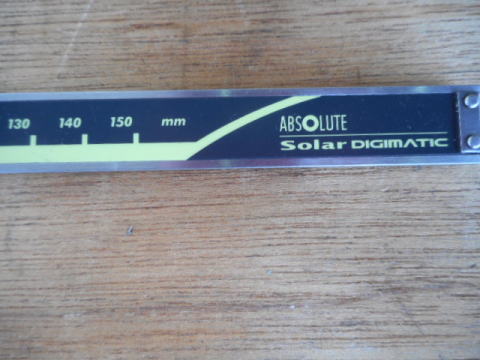 130 140 150 mm
ABSOLUTE
Solar DIGIMATIC